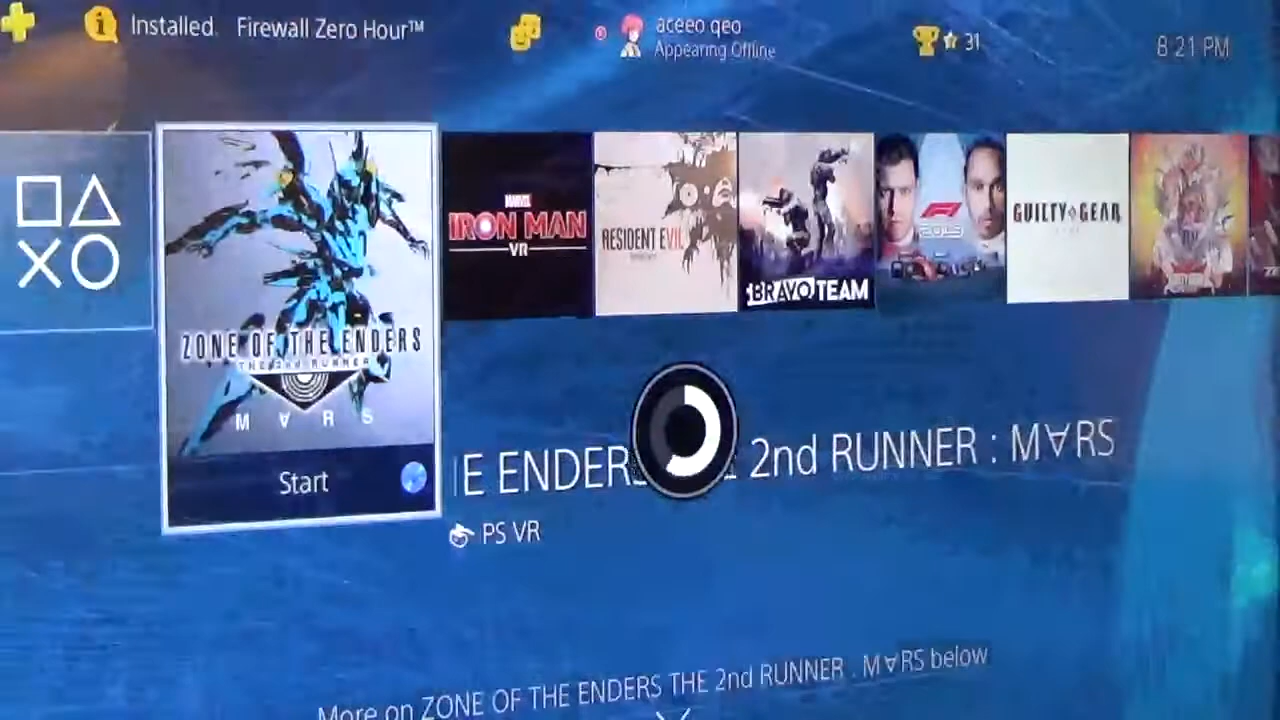 Installed Firewall Zero Hour™
aceeo qeo
Appearing Offline
31
8:21 PM
ZONE OF THE ENDERS
THE 2ND RUNNER
M∀RS
Start
MARVEL
IRON MAN
VR
RESIDENT EVIL
BRAVO TEAM
F1
GUILTY GEAR
E ENDERS 2nd RUNNER : M∀RS
PS VR
More on ZONE OF THE ENDERS THE 2nd RUNNER : M∀RS below